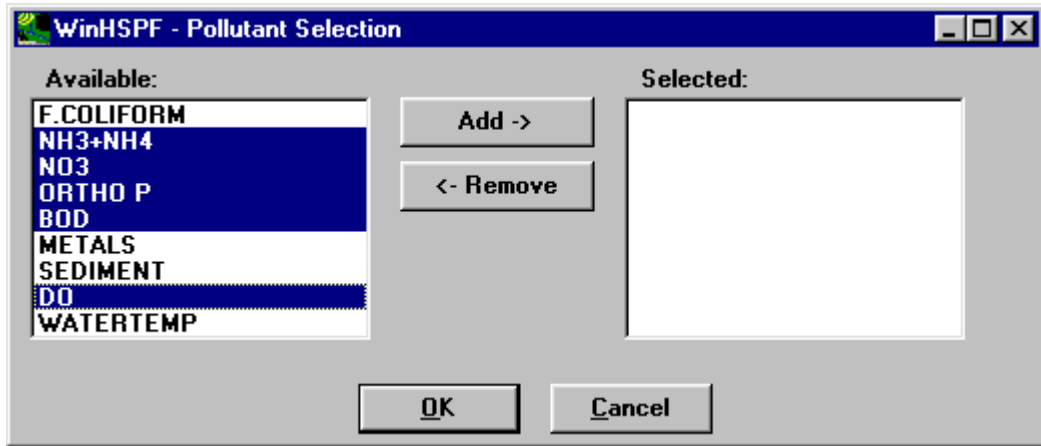 WinHSPF - Pollutant Selection
Available:
F.COLIFORM
NH3+NH4
NO3
ORTHO P
BOD
METALS
SEDIMENT
DO
WATERTEMP
Add ->
<- Remove
Selected:
OK
Cancel